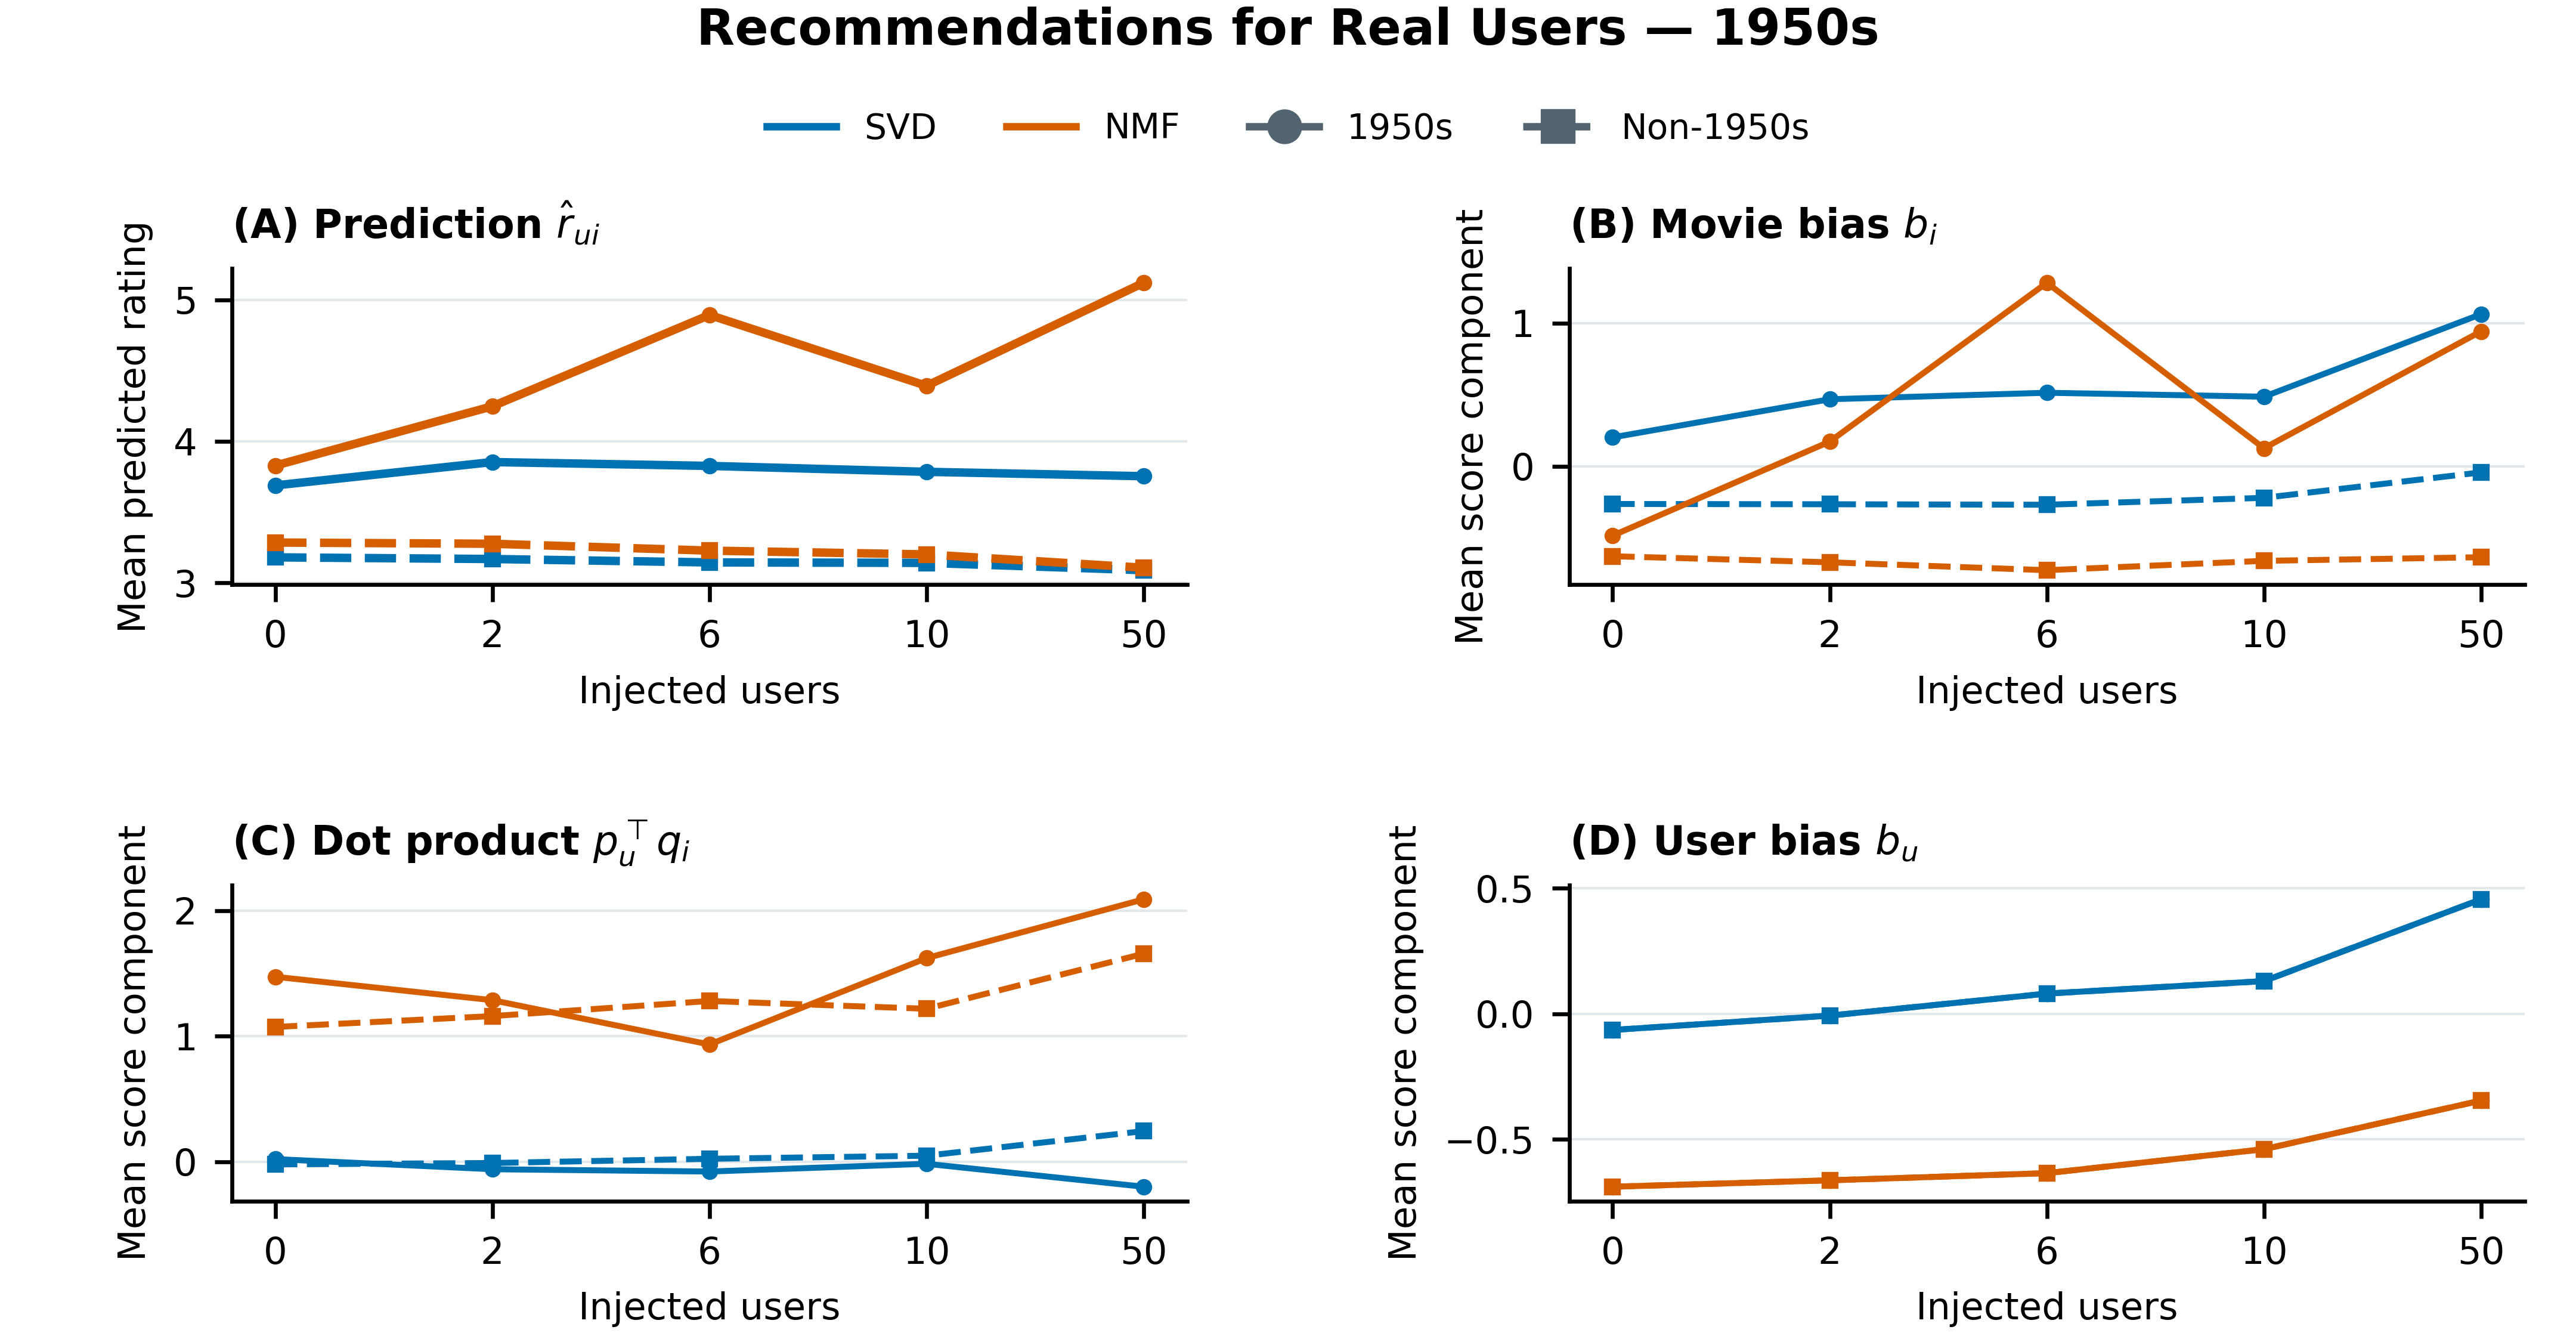 Recommendations for Real Users — 1950s
SVD NMF 1950s Non-1950s
(A) Prediction r̂ᵤᵢ
Mean predicted rating
5
4
3
0 2 6 10 50
Injected users
(B) Movie bias bᵢ
Mean score component
1
0
0 2 6 10 50
Injected users
(C) Dot product pᵤ⊤qᵢ
Mean score component
2
1
0
0 2 6 10 50
Injected users
(D) User bias bᵤ
Mean score component
0.5
0.0
−0.5
0 2 6 10 50
Injected users